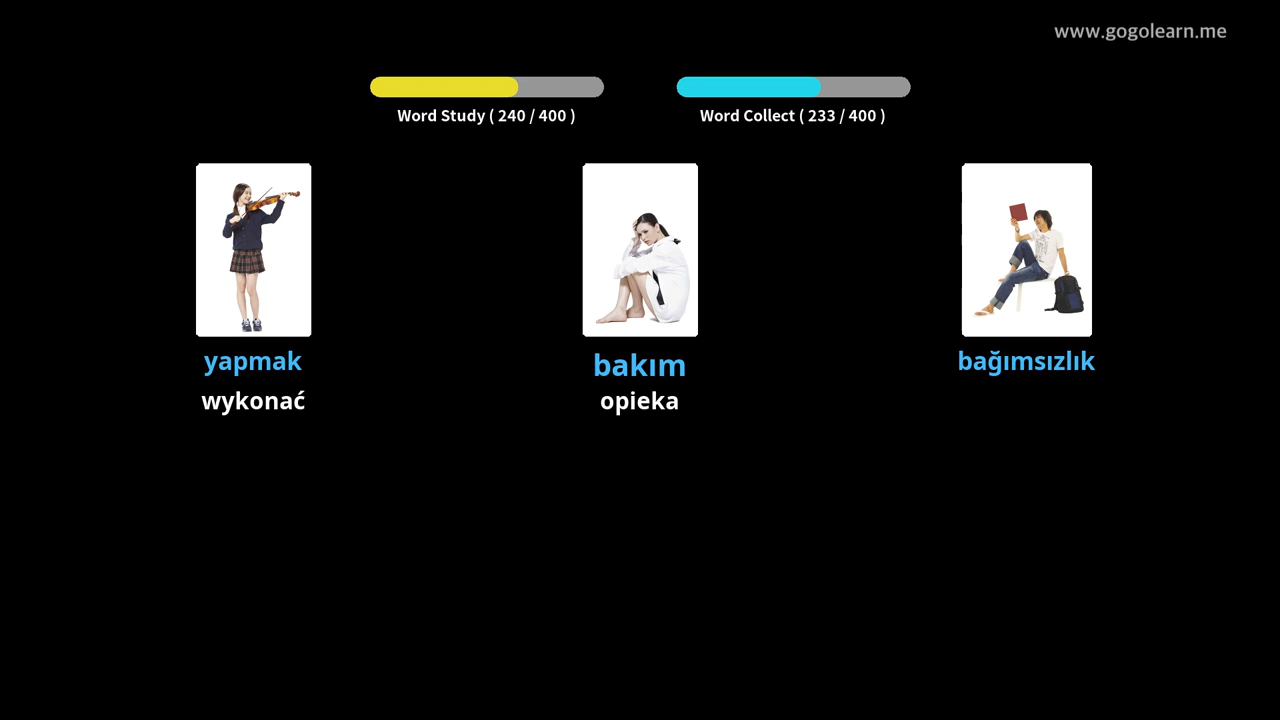 www.gogolearn.me
Word Study ( 240 / 400 )
Word Collect ( 233 / 400 )
yapmak
wykonać
bakım
opieka
bağımsızlık